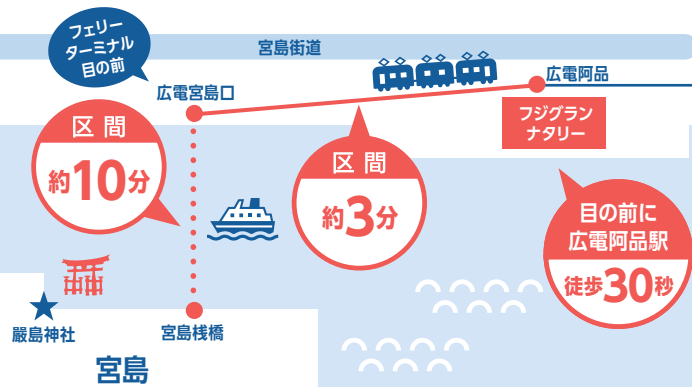 フェリー
ターミナル
目の前
宮島街道
広電宮島口
広電阿品
フジグラン
ナタリー
区間
約10分
区間
約3分
目の前に
広電阿品駅
徒歩30秒
嚴島神社
宮島桟橋
宮島